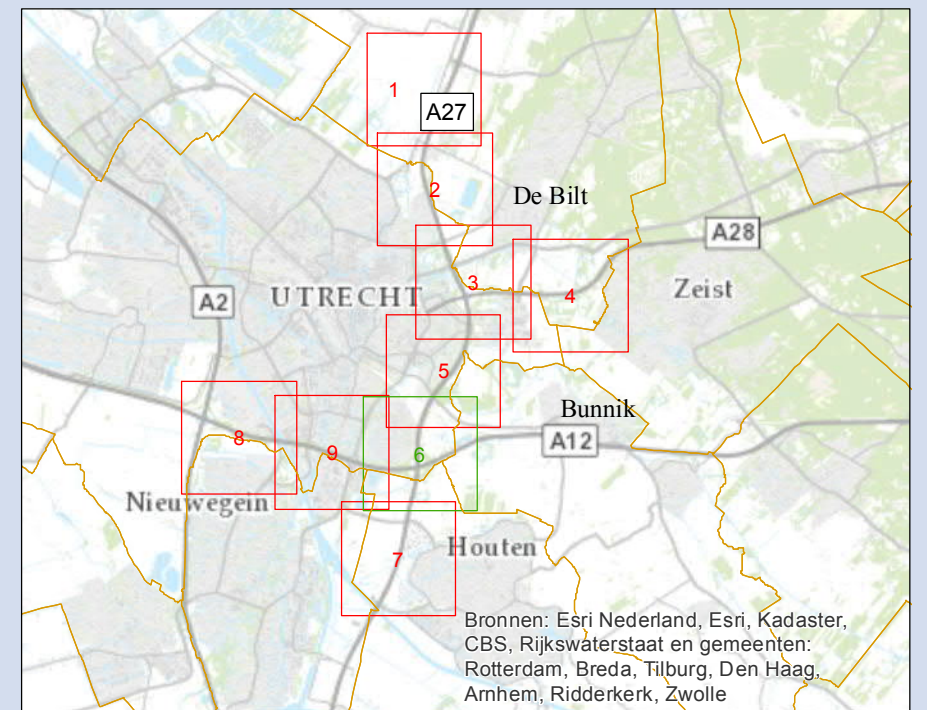 1
A27
2
De Bilt
A28
3
4
Zeist
A2
UTRECHT
5
Bunnik
A12
8
9
6
Nieuwegein
7
Houten
Bronnen: Esri Nederland, Esri, Kadaster,
CBS, Rijkswaterstaat en gemeenten:
Rotterdam, Breda, Tilburg, Den Haag,
Arnhem, Ridderkerk, Zwolle